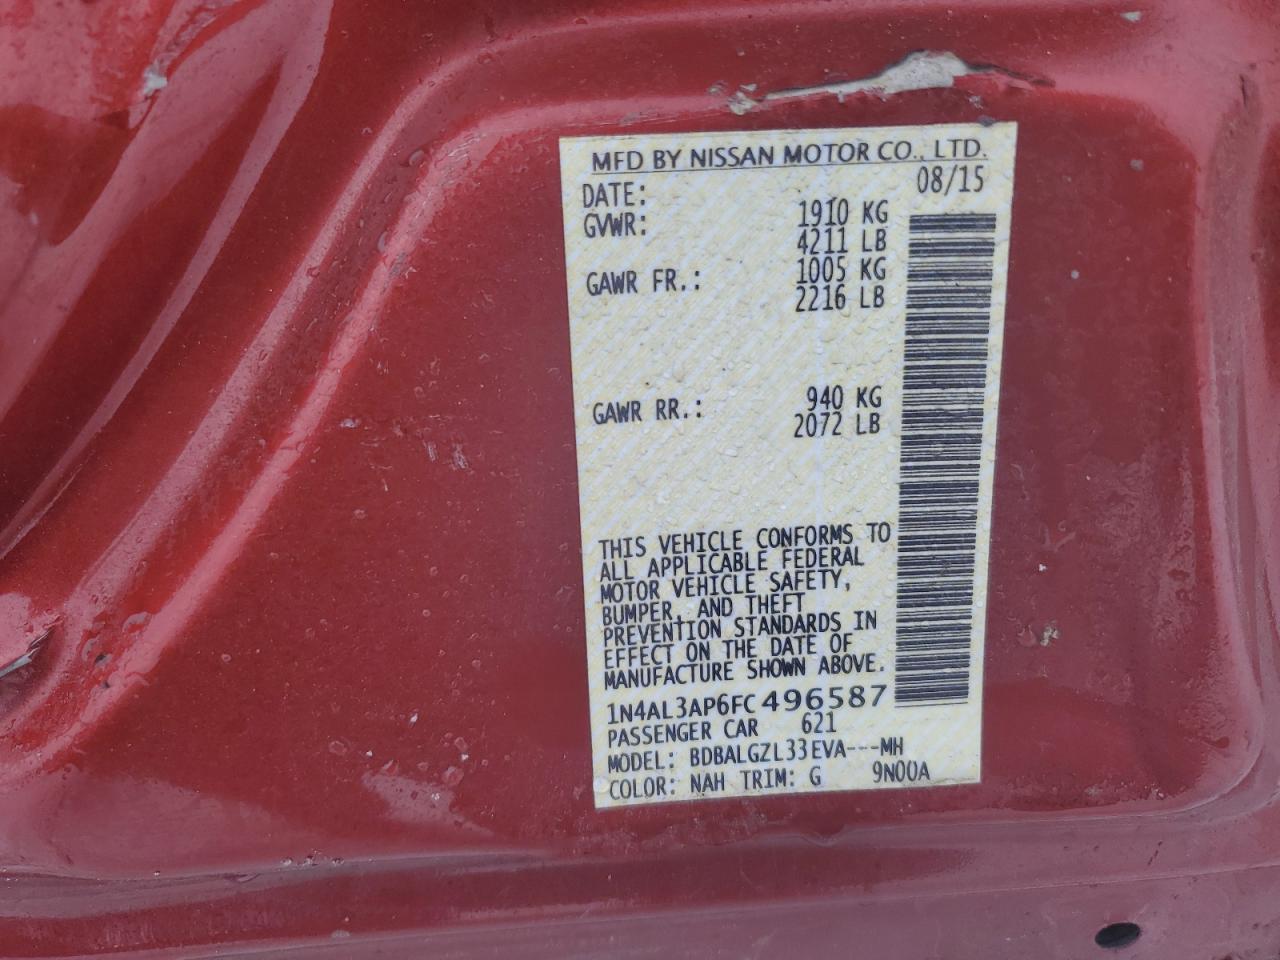 MFD BY NISSAN MOTOR CO., LTD.
DATE: 08/15
GVWR: 1910 KG
4211 LB
GAWR FR.: 1005 KG
2216 LB
GAWR RR.: 940 KG
2072 LB
THIS VEHICLE CONFORMS TO
ALL APPLICABLE FEDERAL
MOTOR VEHICLE SAFETY,
BUMPER, AND THEFT
PREVENTION STANDARDS IN
EFFECT ON THE DATE OF
MANUFACTURE SHOWN ABOVE.
1N4AL3AP6FC496587
PASSENGER CAR 621
MODEL: BDBALGZL33EVA---MH
COLOR: NAH TRIM: G 9N00A